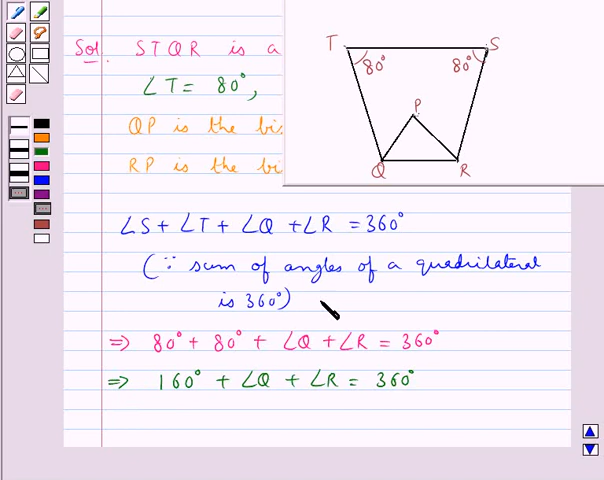 Sol. STQR is a
∠T = 80°,
QP is the bis
RP is the bi
T S
80° 80°
P
Q R
∠S + ∠T + ∠Q + ∠R = 360°
(∵ sum of angles of a quadrilateral
is 360°)
⇒ 80° + 80° + ∠Q + ∠R = 360°
⇒ 160° + ∠Q + ∠R = 360°